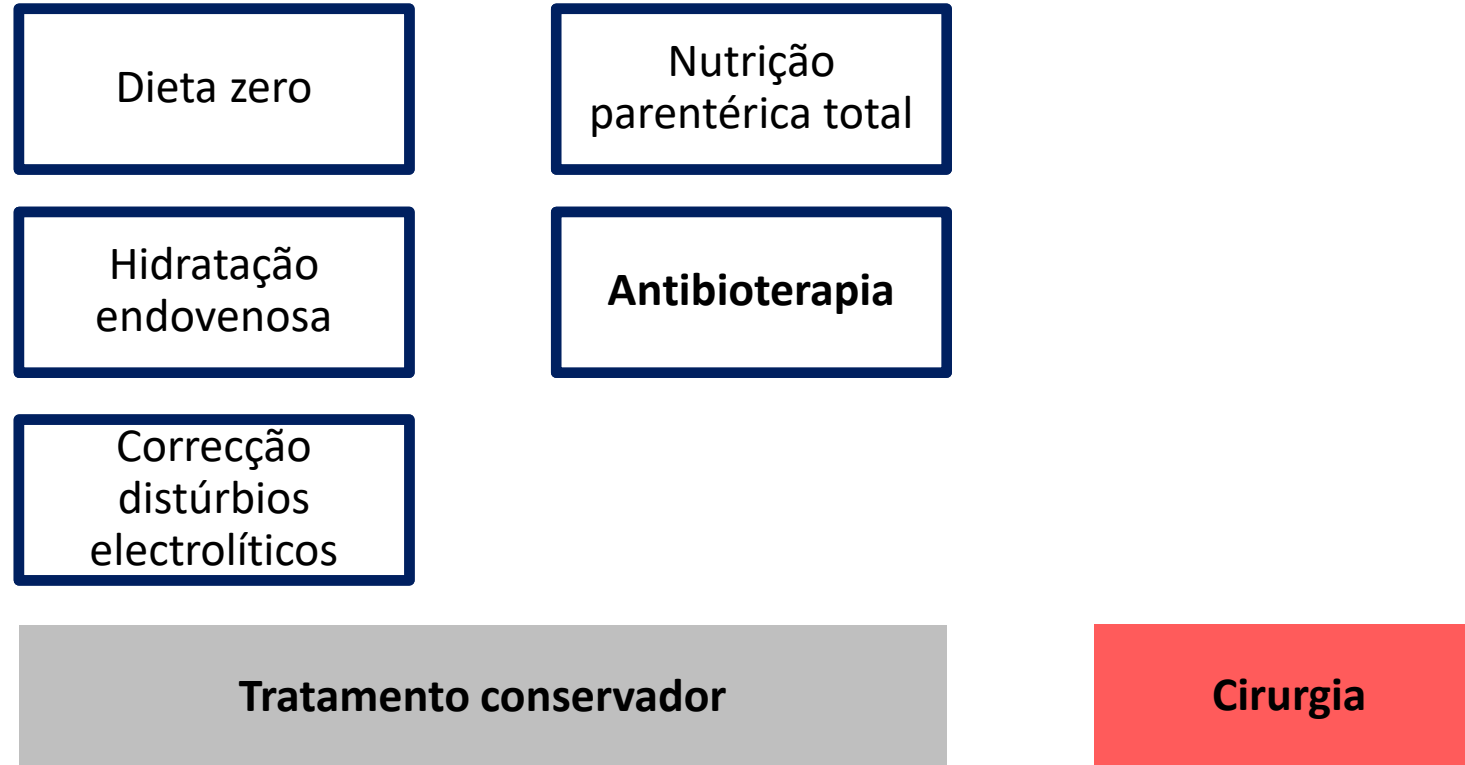 Dieta zero
Nutrição
parentérica total
Hidratação
endovenosa
Antibioterapia
Correcção
distúrbios
electrolíticos
Tratamento conservador
Cirurgia